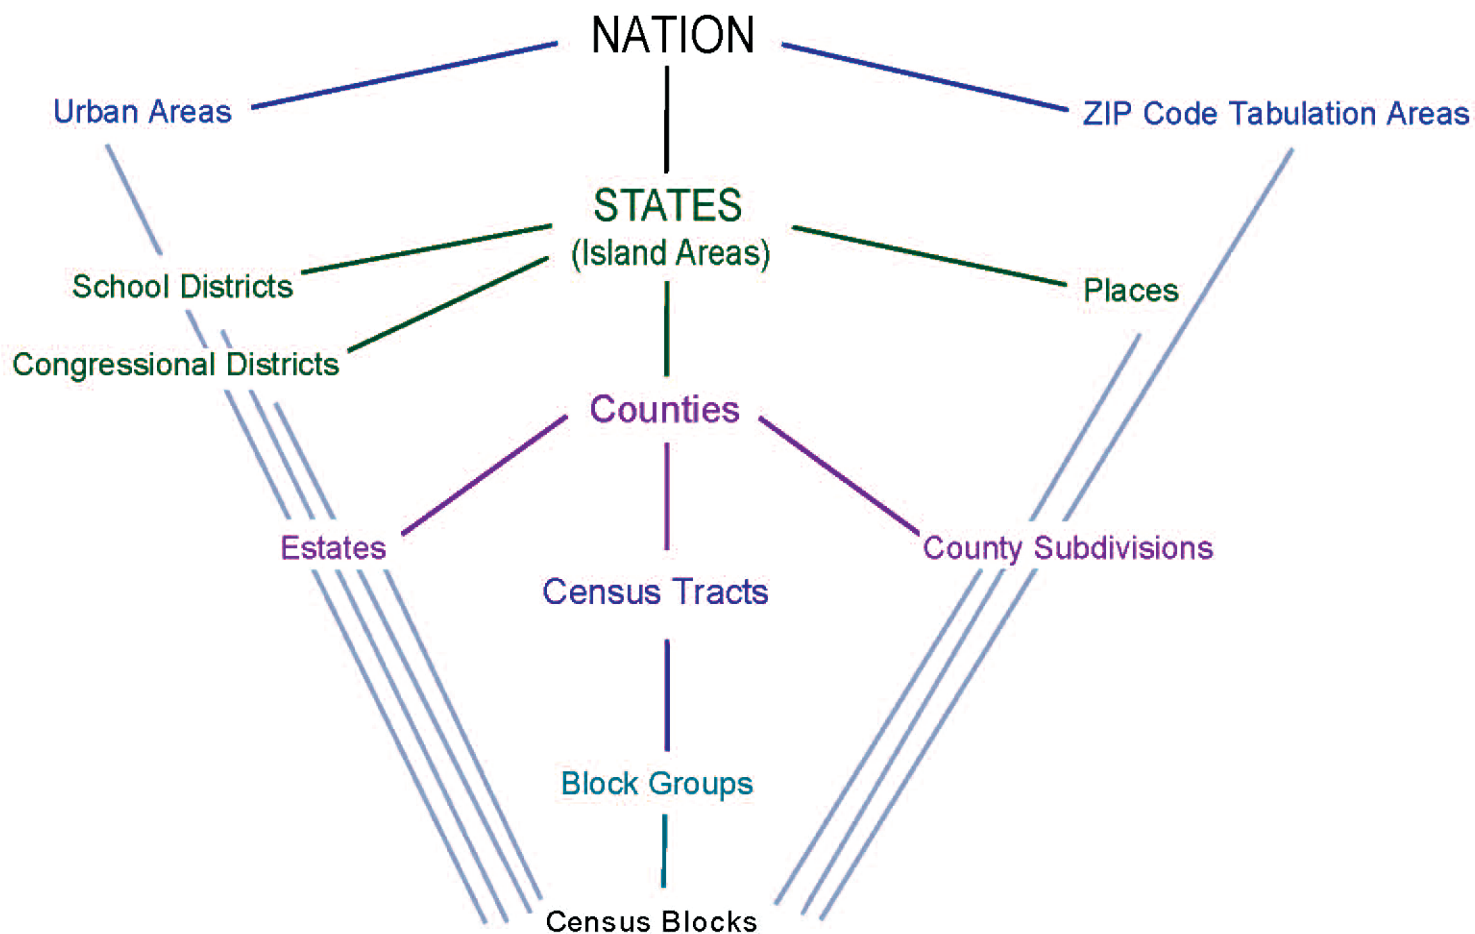 NATION
Urban Areas
ZIP Code Tabulation Areas
STATES
(Island Areas)
School Districts
Places
Congressional Districts
Counties
Estates
County Subdivisions
Census Tracts
Block Groups
Census Blocks